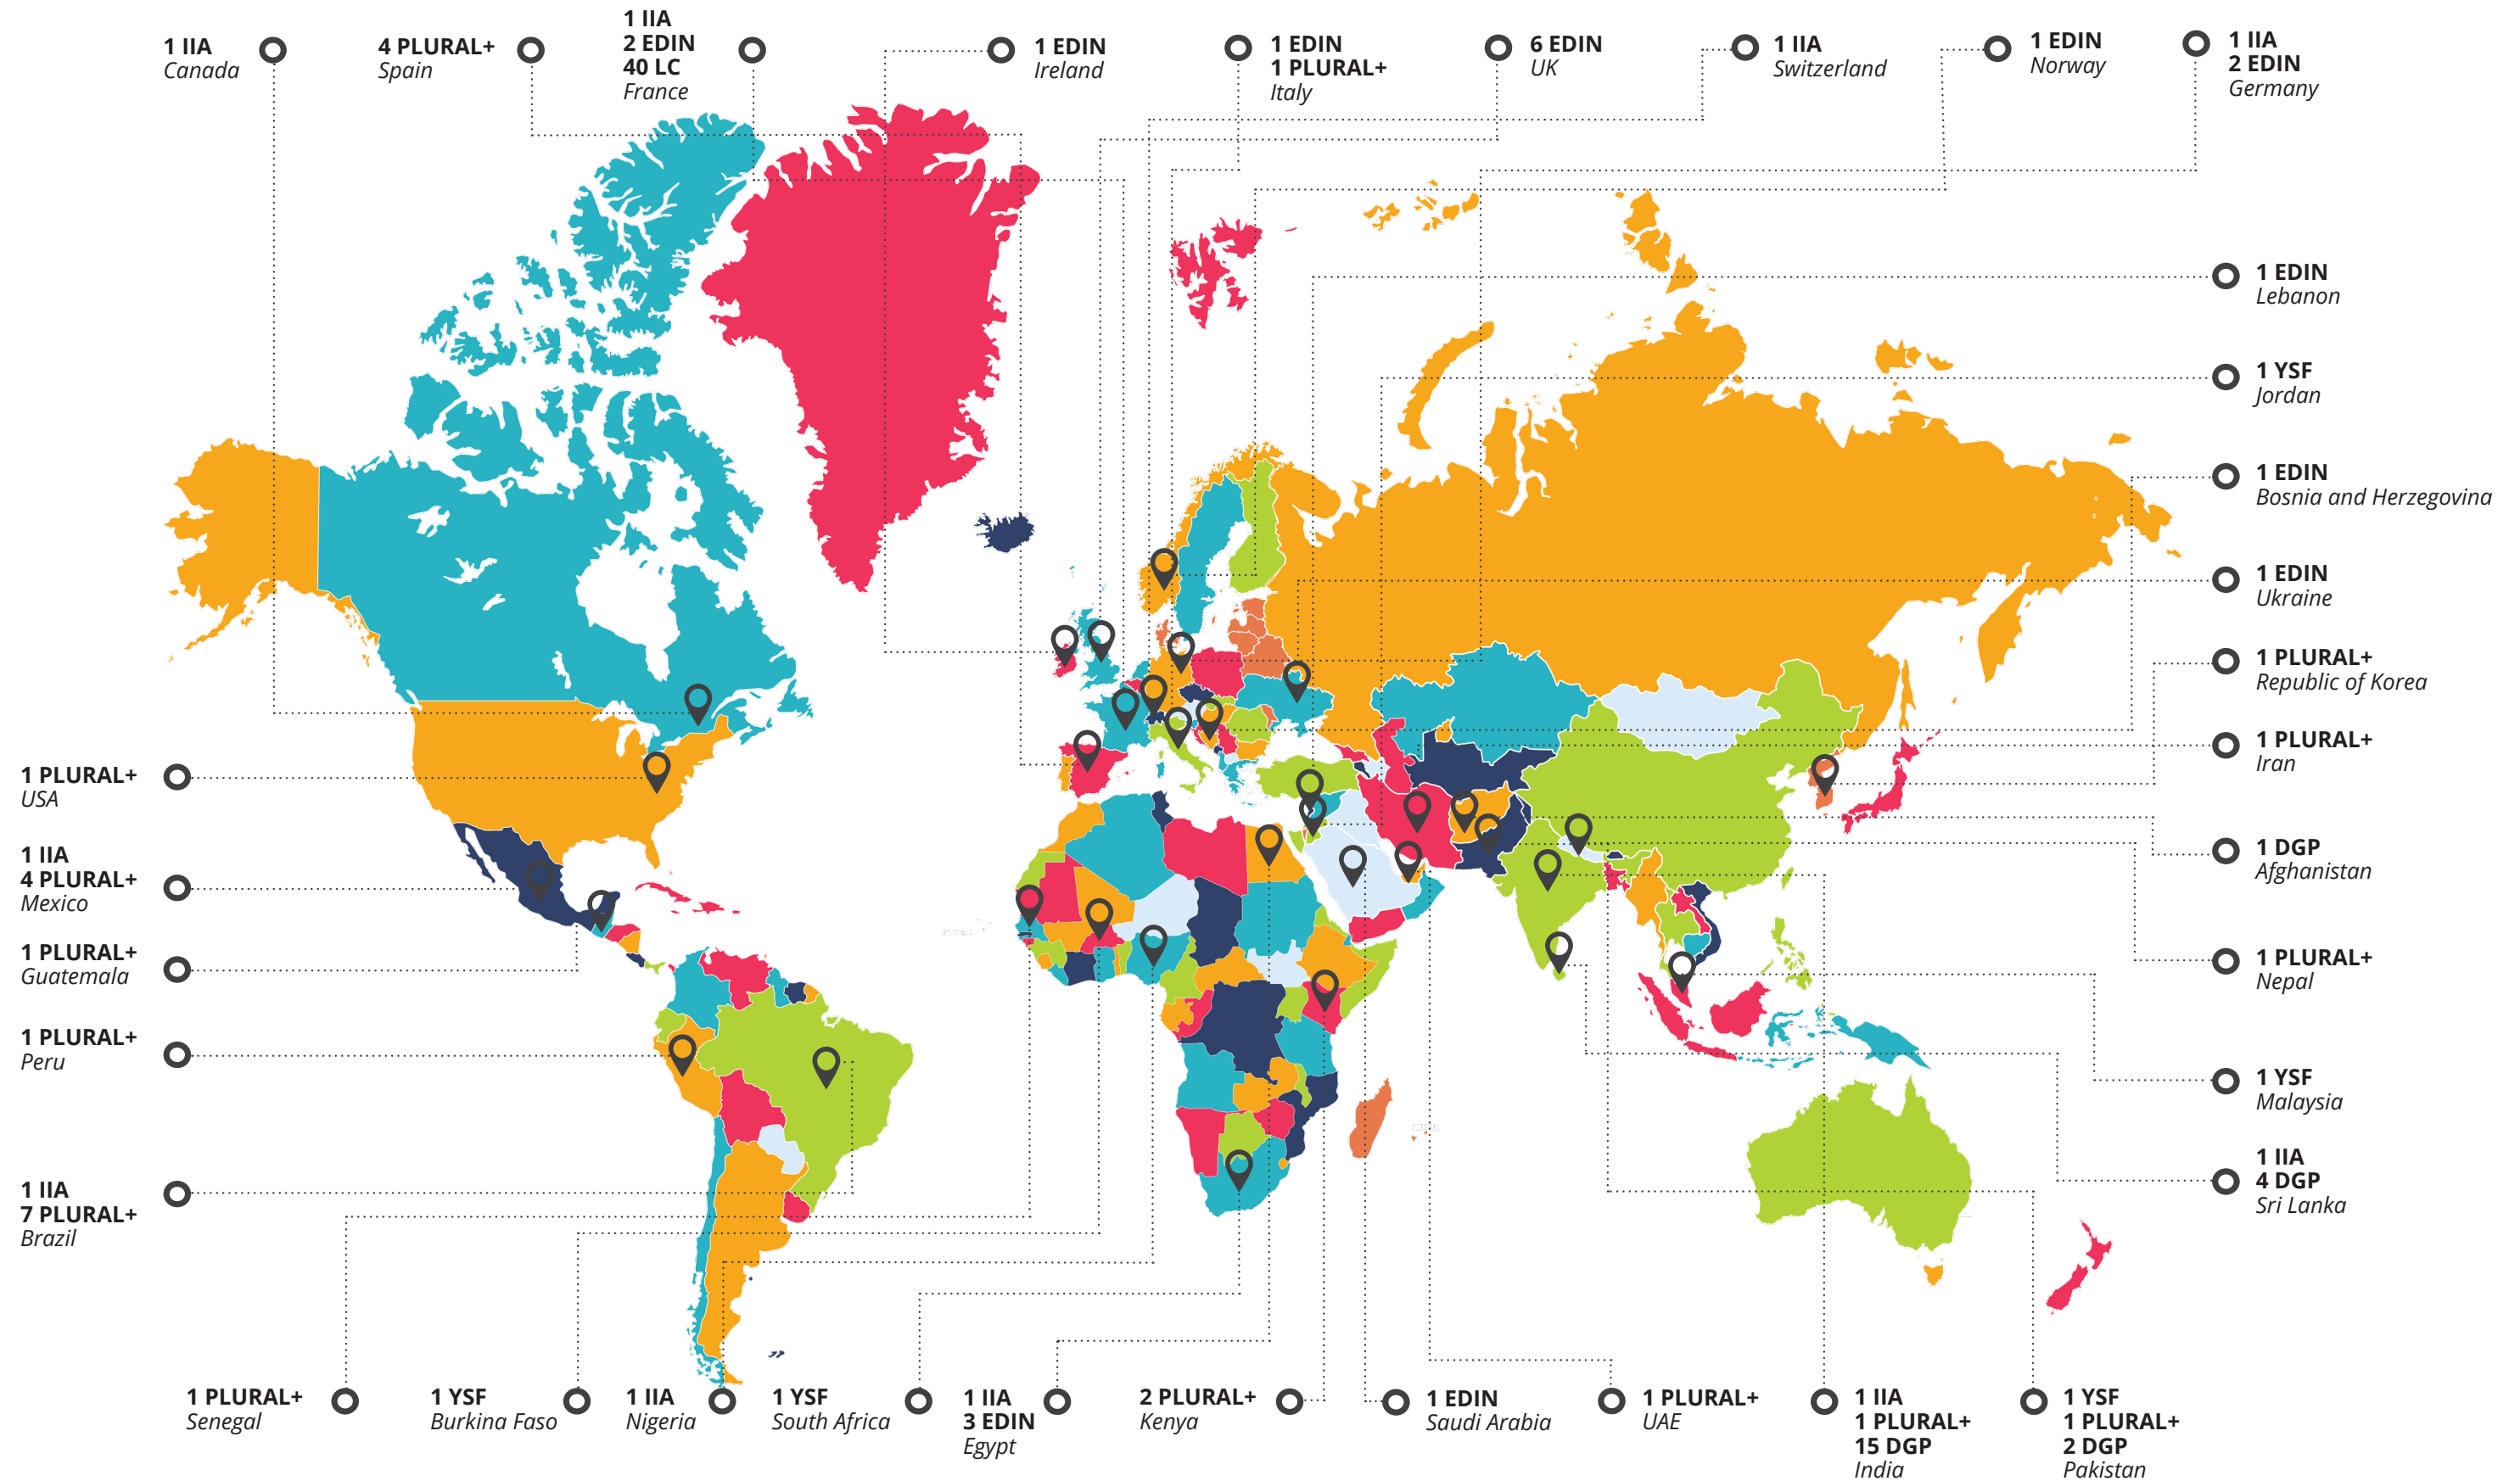 1 IIA
Canada
4 PLURAL+
Spain
1 IIA
2 EDIN
40 LC
France
1 EDIN
Ireland
1 EDIN
1 PLURAL+
Italy
6 EDIN
UK
1 IIA
Switzerland
1 EDIN
Norway
1 IIA
2 EDIN
Germany
1 EDIN
Lebanon
1 YSF
Jordan
1 EDIN
Bosnia and Herzegovina
1 EDIN
Ukraine
1 PLURAL+
Republic of Korea
1 PLURAL+
Iran
1 DGP
Afghanistan
1 PLURAL+
Nepal
1 YSF
Malaysia
1 IIA
4 DGP
Sri Lanka
1 PLURAL+
USA
1 IIA
4 PLURAL+
Mexico
1 PLURAL+
Guatemala
1 PLURAL+
Peru
1 IIA
7 PLURAL+
Brazil
1 PLURAL+
Senegal
1 YSF
Burkina Faso
1 IIA
Nigeria
1 YSF
South Africa
1 IIA
3 EDIN
Egypt
2 PLURAL+
Kenya
1 EDIN
Saudi Arabia
1 PLURAL+
UAE
1 IIA
1 PLURAL+
15 DGP
India
1 YSF
1 PLURAL+
2 DGP
Pakistan